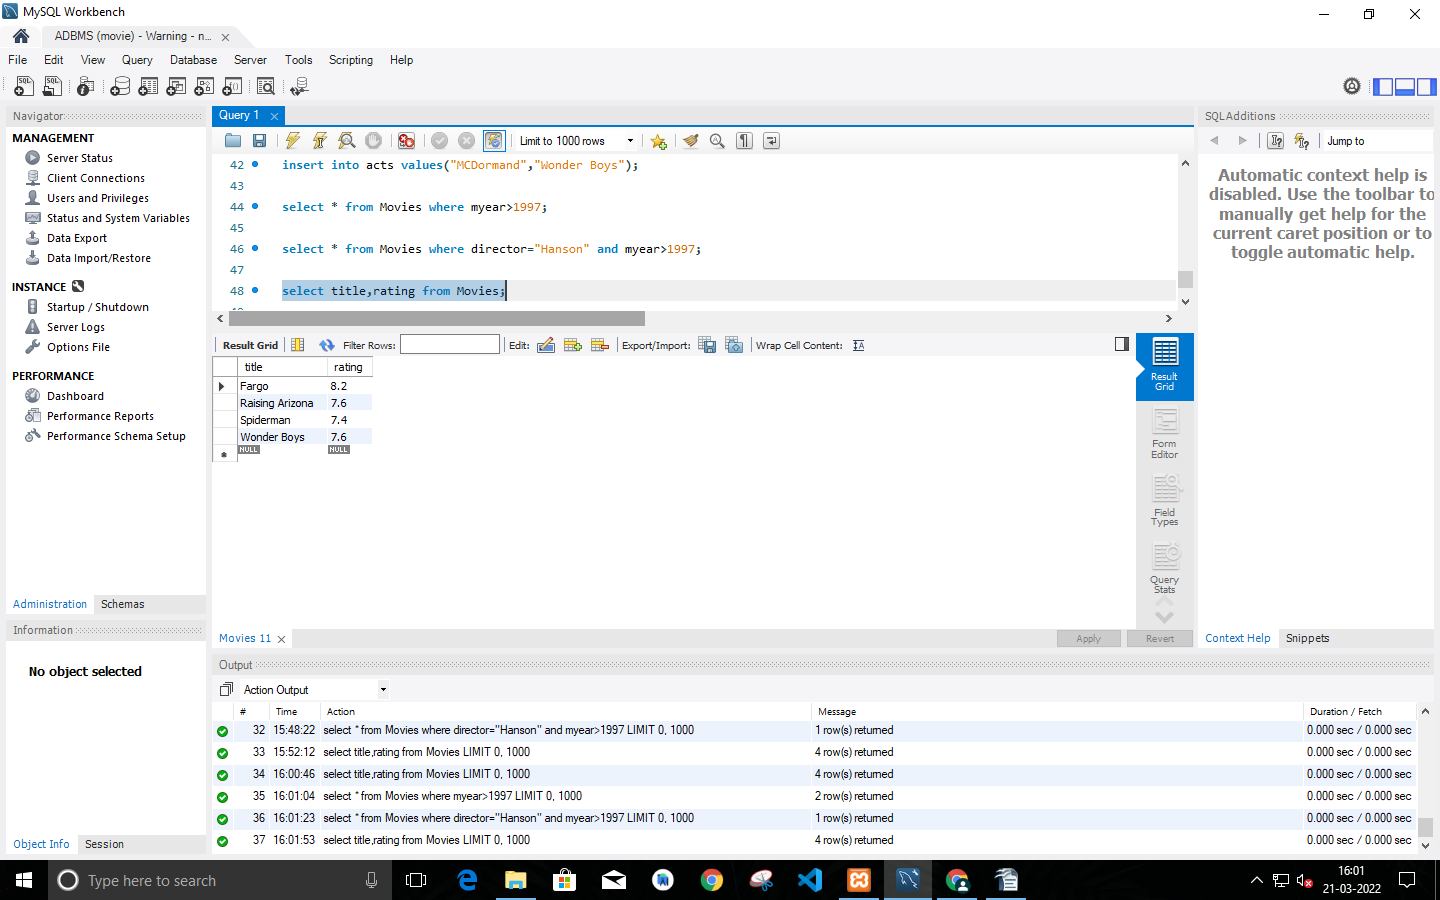 MySQL Workbench
ADBMS (movie) - Warning - n...
File Edit View Query Database Server Tools Scripting Help
Navigator
MANAGEMENT
Server Status
Client Connections
Users and Privileges
Status and System Variables
Data Export
Data Import/Restore
INSTANCE
Startup / Shutdown
Server Logs
Options File
PERFORMANCE
Dashboard
Performance Reports
Performance Schema Setup
Administration Schemas
Information
No object selected
Object Info Session
Query 1
Limit to 1000 rows
42 insert into acts values("MCDormand","Wonder Boys");
43
44 select * from Movies where myear>1997;
45
46 select * from Movies where director="Hanson" and myear>1997;
47
48 select title,rating from Movies;
Result Grid Filter Rows: Edit: Export/Import: Wrap Cell Content:
title rating
Fargo 8.2
Raising Arizona 7.6
Spiderman 7.4
Wonder Boys 7.6
NULL NULL
Result Grid
Form Editor
Field Types
Query Stats
Movies 11
Apply Revert
SQLAdditions
Jump to
Automatic context help is
disabled. Use the toolbar to
manually get help for the
current caret position or to
toggle automatic help.
Context Help Snippets
Output
Action Output
# Time Action Message Duration / Fetch
32 15:48:22 select * from Movies where director="Hanson" and myear>1997 LIMIT 0, 1000 1 row(s) returned 0.000 sec / 0.000 sec
33 15:52:12 select title,rating from Movies LIMIT 0, 1000 4 row(s) returned 0.000 sec / 0.000 sec
34 16:00:46 select title,rating from Movies LIMIT 0, 1000 4 row(s) returned 0.000 sec / 0.000 sec
35 16:01:04 select * from Movies where myear>1997 LIMIT 0, 1000 2 row(s) returned 0.000 sec / 0.000 sec
36 16:01:23 select * from Movies where director="Hanson" and myear>1997 LIMIT 0, 1000 1 row(s) returned 0.000 sec / 0.000 sec
37 16:01:53 select title,rating from Movies LIMIT 0, 1000 4 row(s) returned 0.000 sec / 0.000 sec
Type here to search
16:01
21-03-2022